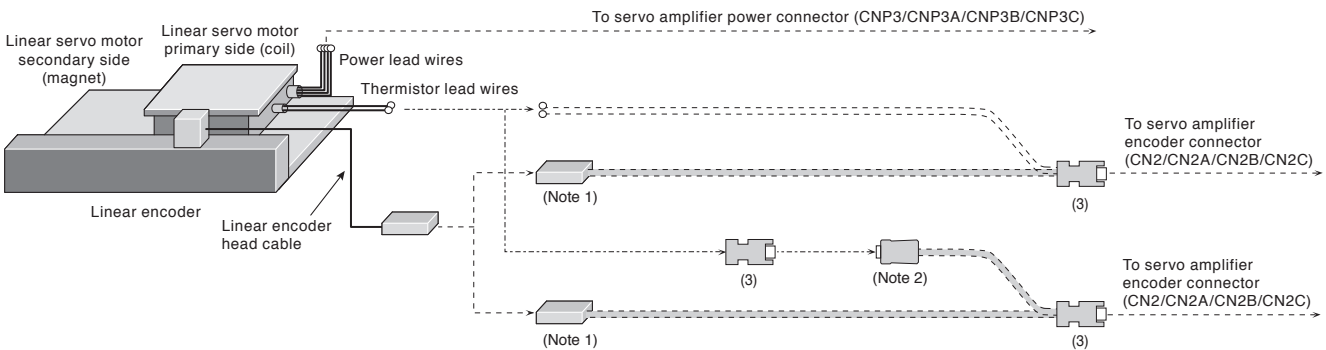 To servo amplifier power connector (CNP3/CNP3A/CNP3B/CNP3C)
Linear servo motor
secondary side
(magnet)
Linear servo motor
primary side (coil)
Power lead wires
Thermistor lead wires
To servo amplifier
encoder connector
(CN2/CN2A/CN2B/CN2C)
(Note 1)
(3)
Linear encoder
Linear encoder
head cable
(3)
(Note 2)
To servo amplifier
encoder connector
(CN2/CN2A/CN2B/CN2C)
(Note 1)
(3)